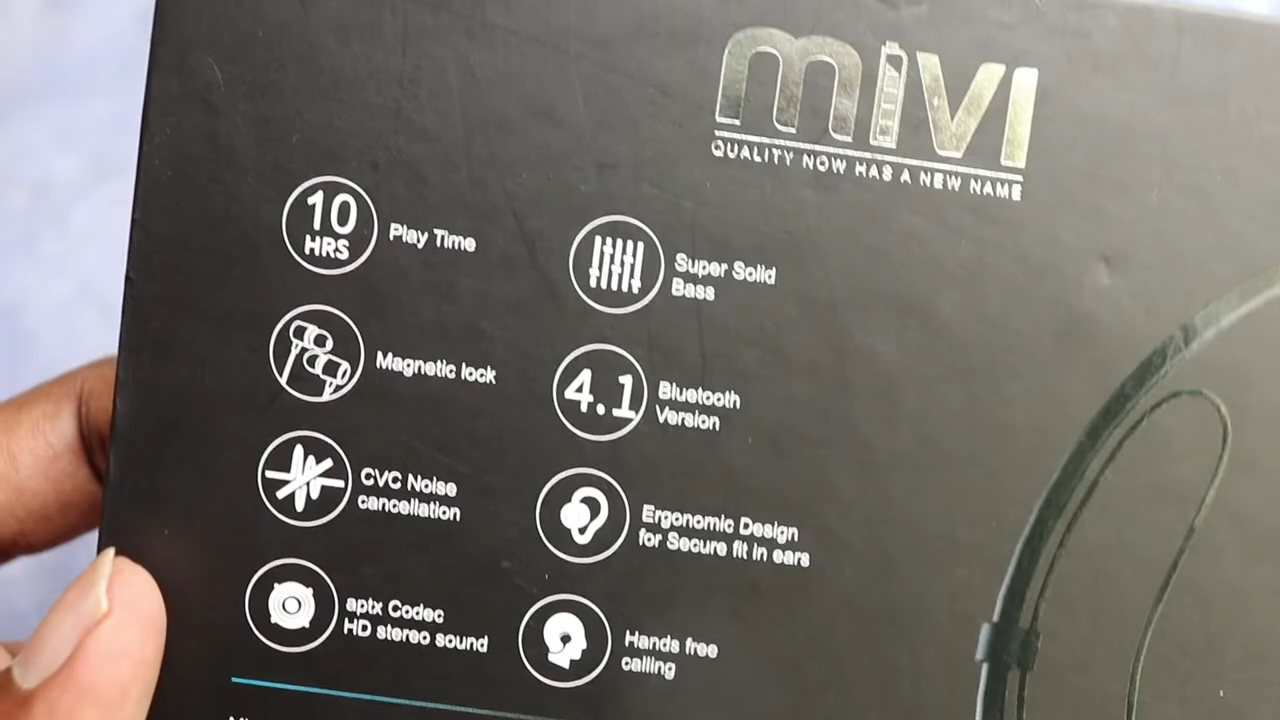 mivi
QUALITY NOW HAS A NEW NAME
10
HRS
Play Time
Super Solid
Bass
Magnetic lock
4.1
Bluetooth
Version
CVC Noise
cancellation
Ergonomic Design
for Secure fit in ears
aptx Codec
HD stereo sound
Hands free
calling